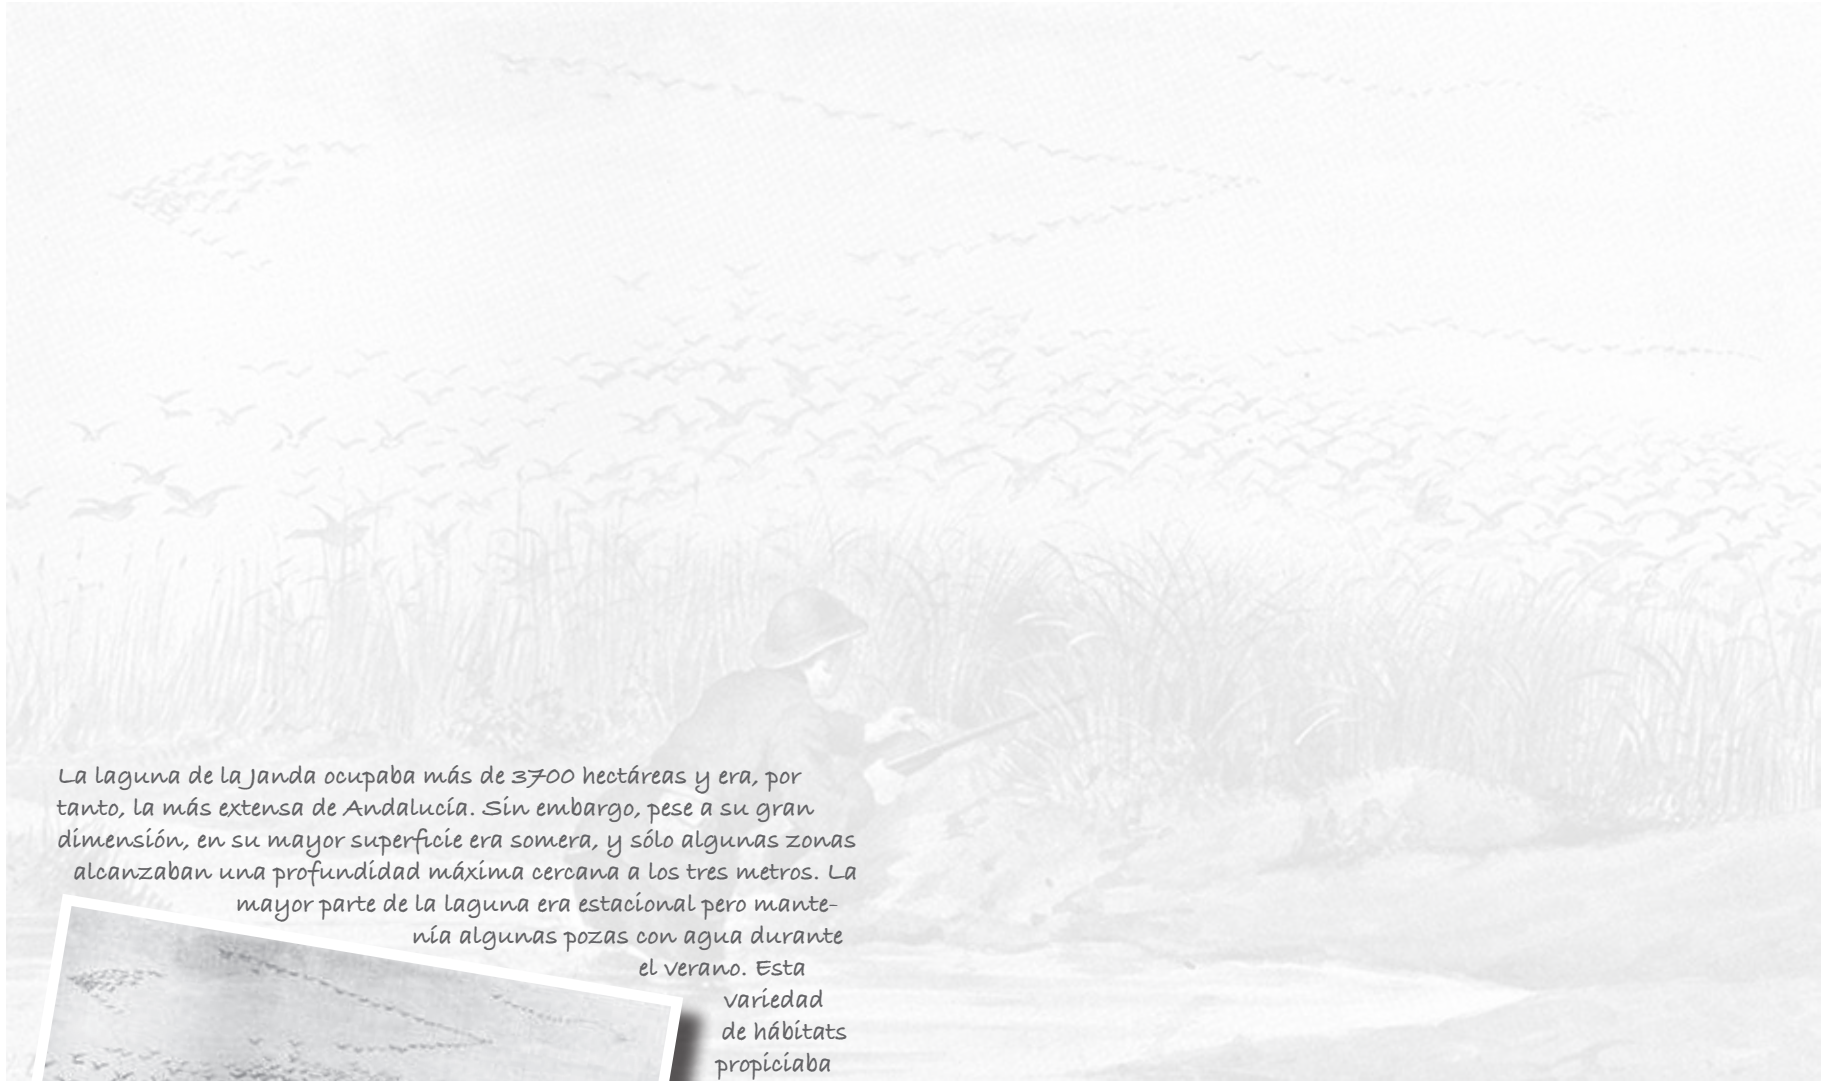 La laguna de la Janda ocupaba más de 3700 hectáreas y era, por
tanto, la más extensa de Andalucía. Sin embargo, pese a su gran
dimensión, en su mayor superficie era somera, y sólo algunas zonas
alcanzaban una profundidad máxima cercana a los tres metros. La
mayor parte de la laguna era estacional pero mante-
nía algunas pozas con agua durante
el verano. Esta
variedad
de hábitats
propiciaba